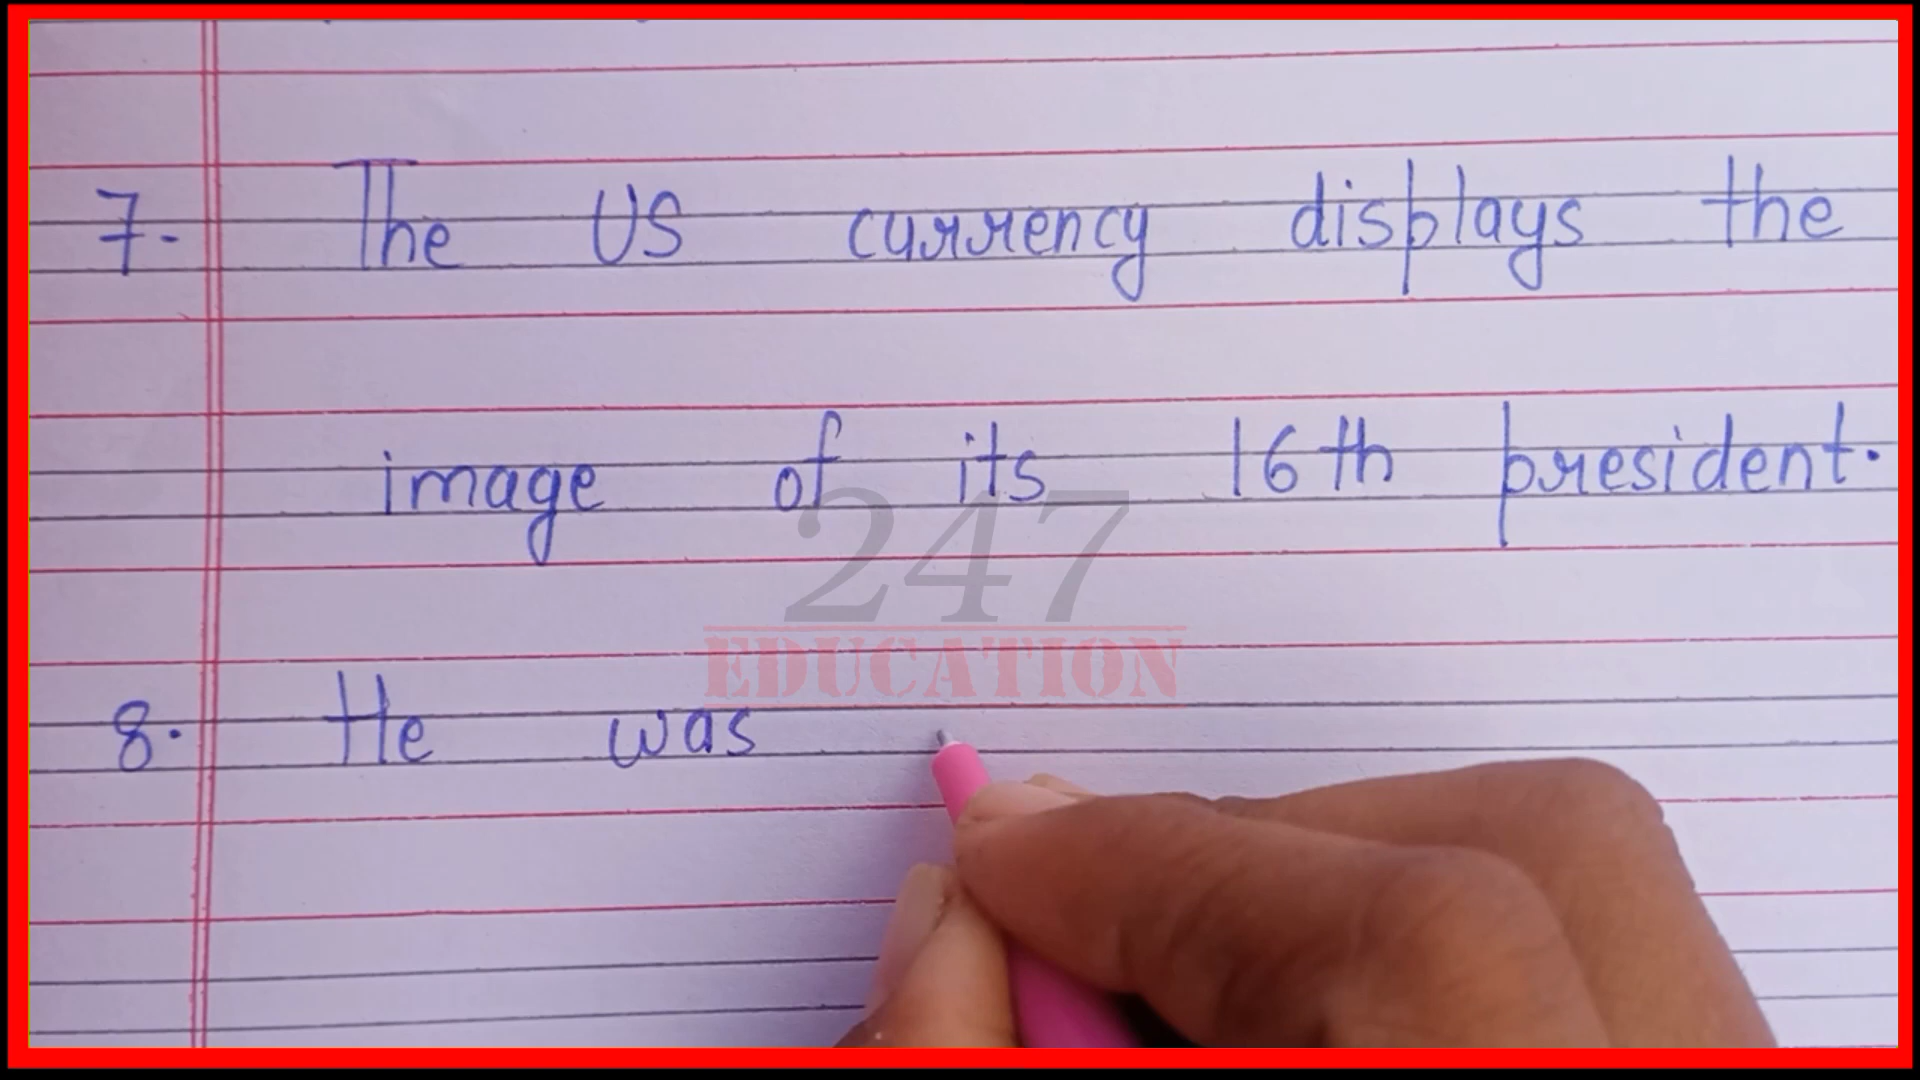 7. The US currency displays the
image of its 16th president.
247
EDUCATION
8. He was